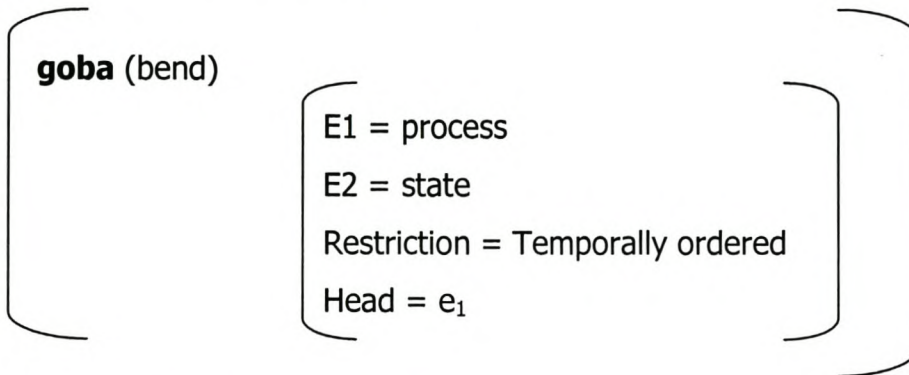 goba (bend)
E1 = process
E2 = state
Restriction = Temporally ordered
Head = e₁